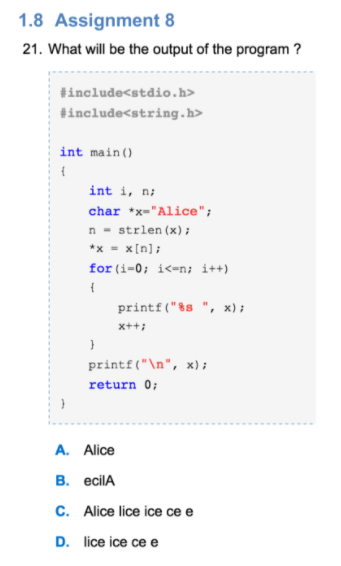 1.8 Assignment 8
21. What will be the output of the program ?
#include<stdio.h>
#include<string.h>
int main()
{
int i, n;
char *x="Alice";
n = strlen(x);
*x = x[n];
for(i=0; i<=n; i++)
{
printf("%s ", x);
x++;
}
printf("\n", x);
return 0;
}
A. Alice
B. ecilA
C. Alice lice ice ce e
D. lice ice ce e